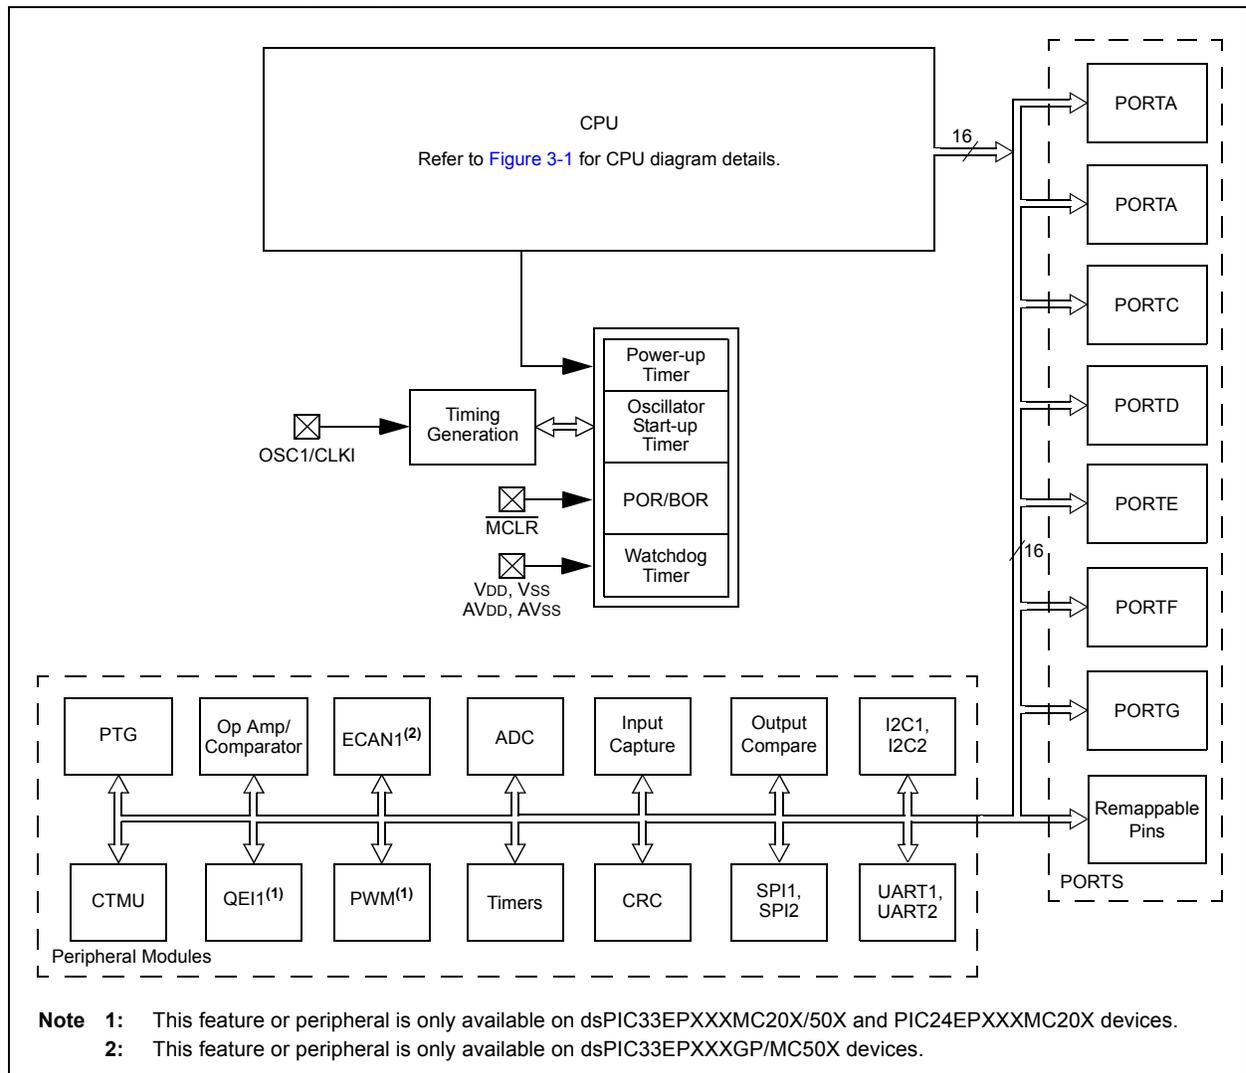 CPU
Refer to Figure 3-1 for CPU diagram details.
16
PORTA
PORTA
PORTC
PORTD
PORTE
16
PORTF
PORTG
Remappable
Pins
PORTS
Power-up
Timer
Oscillator
Start-up
Timer
POR/BOR
Watchdog
Timer
Timing
Generation
OSC1/CLKI
MCLR
VDD, VSS
AVDD, AVSS
PTG
Op Amp/
Comparator
ECAN1(2)
ADC
Input
Capture
Output
Compare
I2C1,
I2C2
CTMU
QEI1(1)
PWM(1)
Timers
CRC
SPI1,
SPI2
UART1,
UART2
Peripheral Modules
Note 1: This feature or peripheral is only available on dsPIC33EPXXXMC20X/50X and PIC24EPXXXMC20X devices.
2: This feature or peripheral is only available on dsPIC33EPXXXGP/MC50X devices.